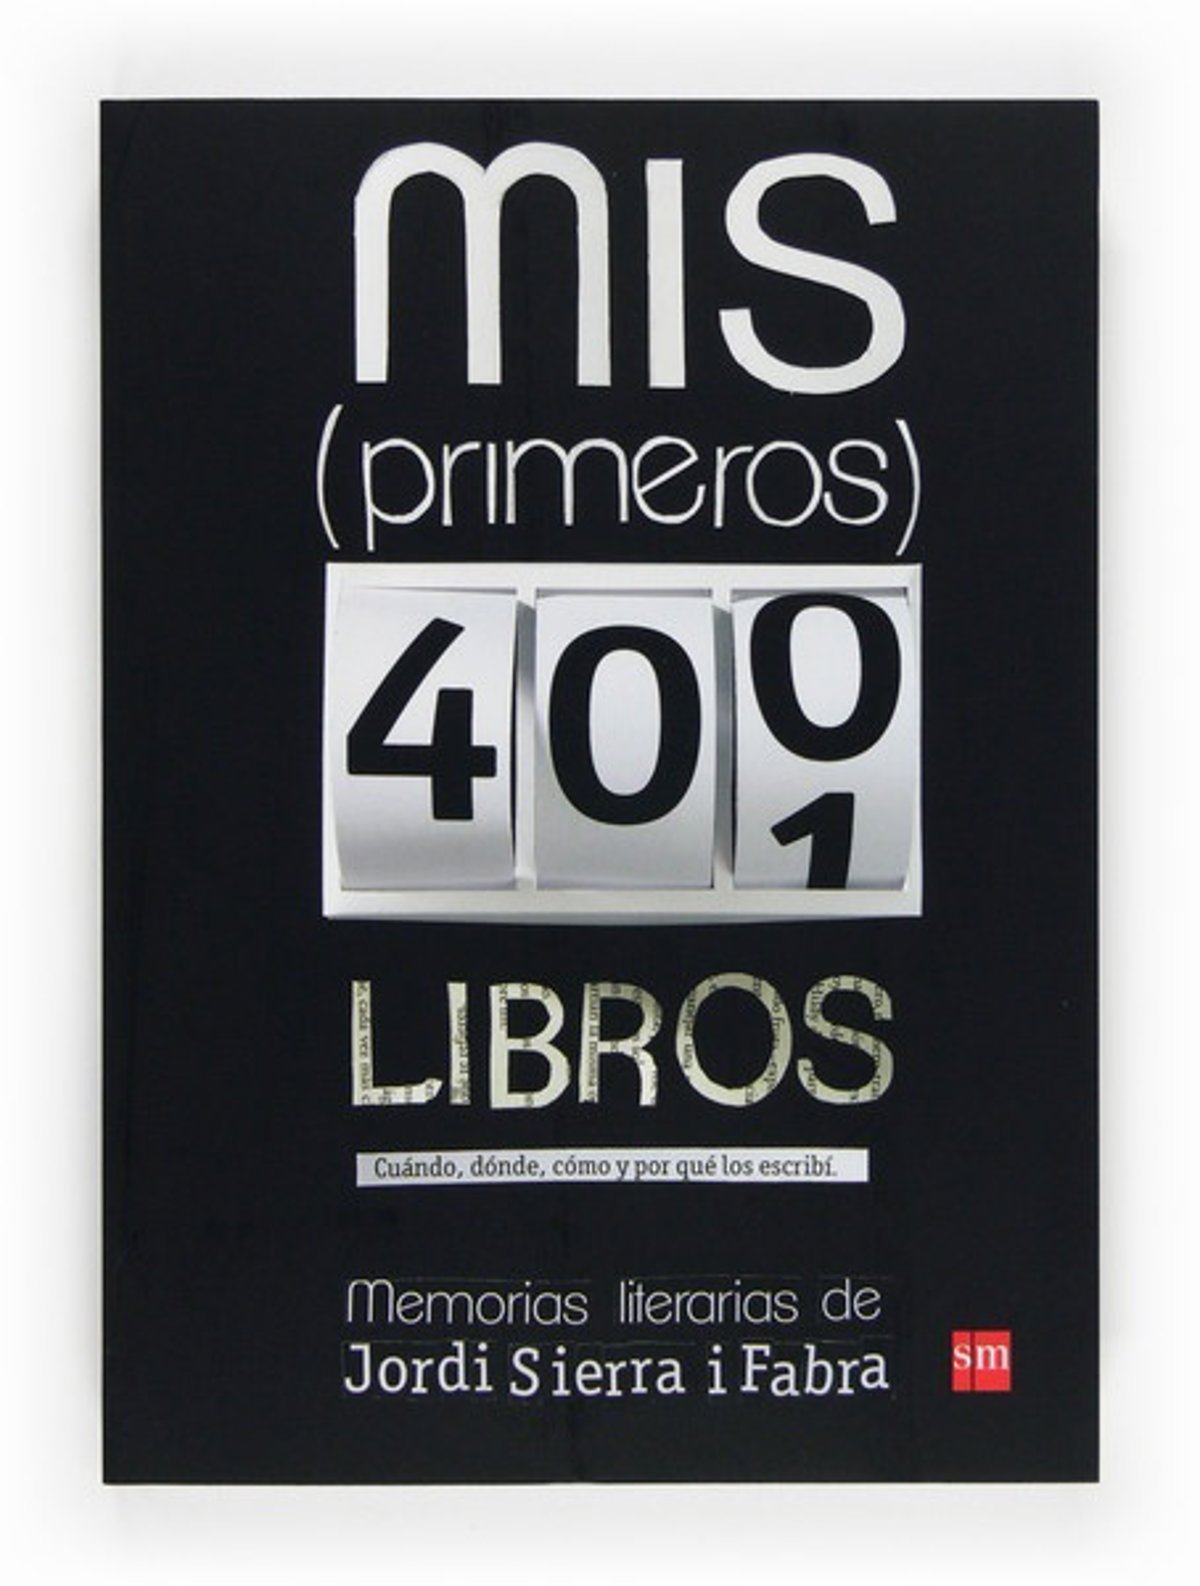 mis
(primeros)
400
1
LIBROS
Cuándo, dónde, cómo y por qué los escribí.
Memorias literarias de
Jordi Sierra i Fabra
sm